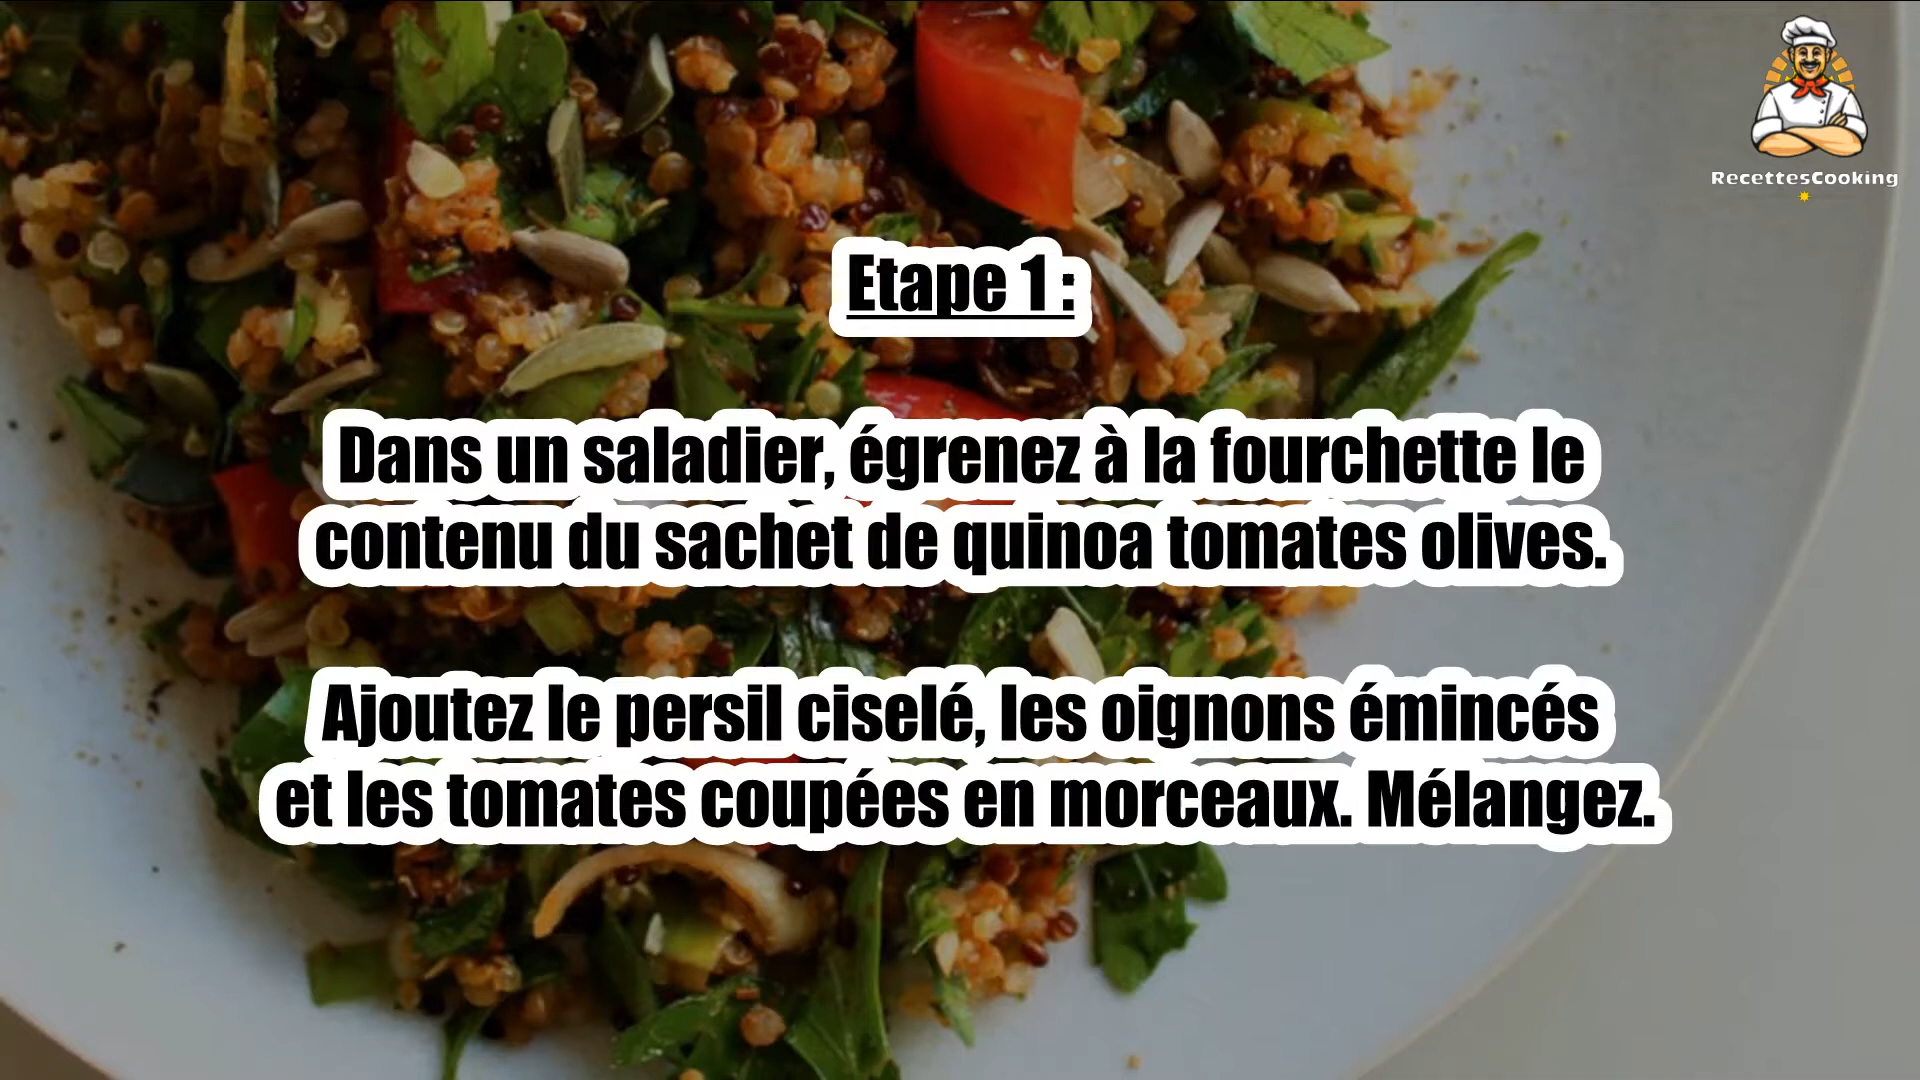 RecettesCooking
Etape 1 :
Dans un saladier, égrenez à la fourchette le
contenu du sachet de quinoa tomates olives.
Ajoutez le persil ciselé, les oignons émincés
et les tomates coupées en morceaux. Mélangez.